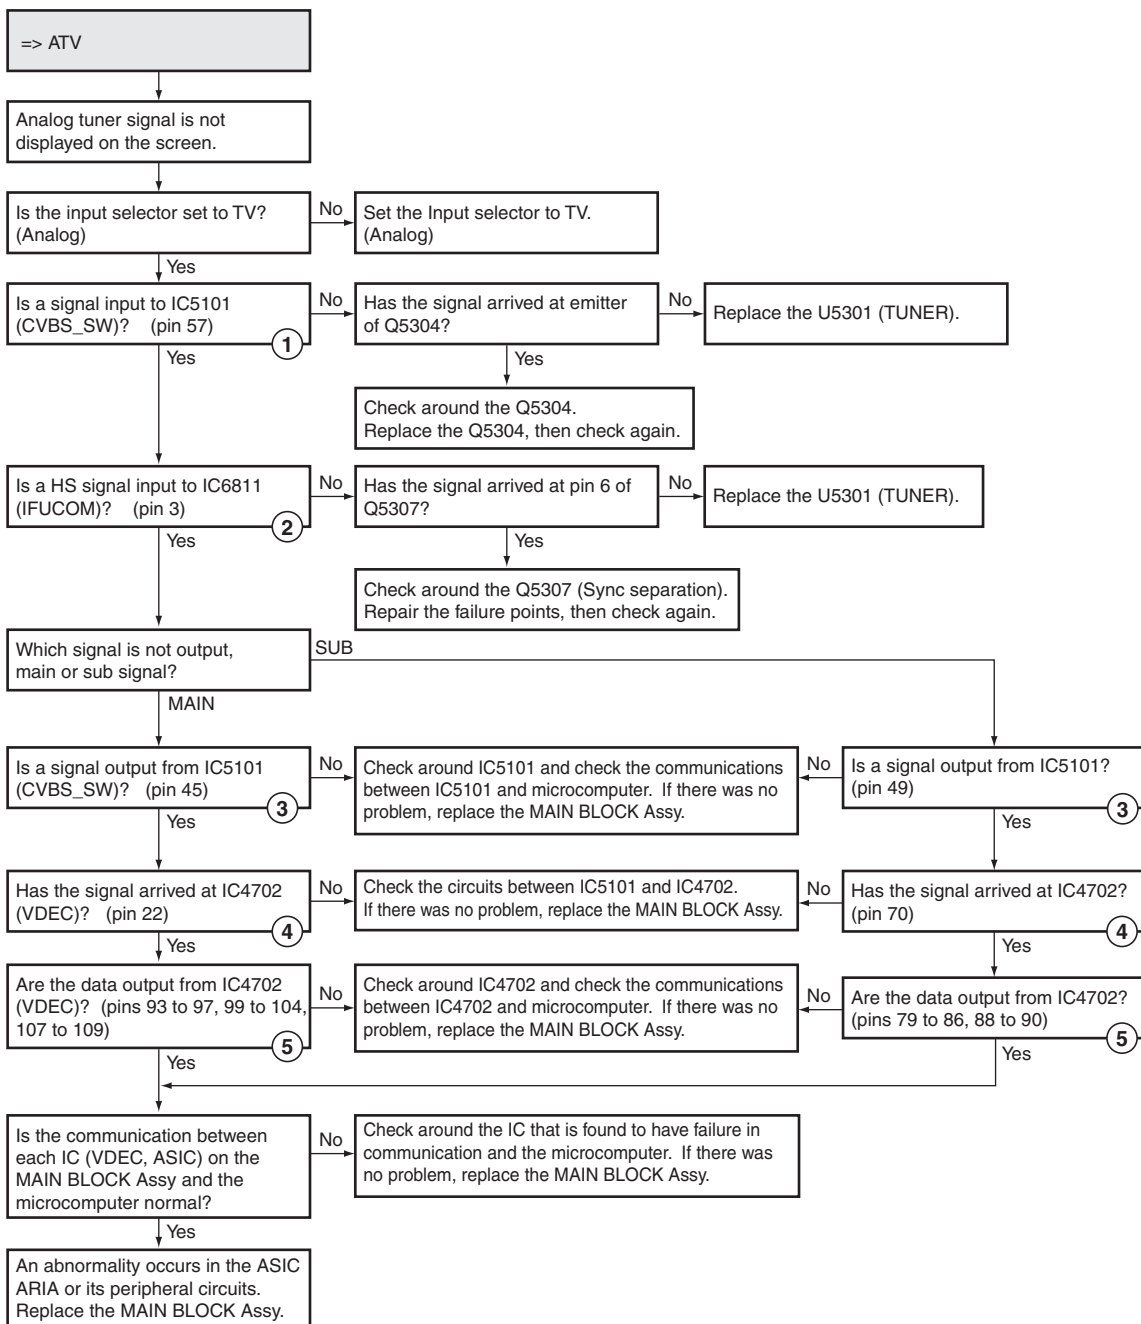 => ATV
Analog tuner signal is not
displayed on the screen.
Is the input selector set to TV?
(Analog)
No
Set the Input selector to TV.
(Analog)
Yes
Is a signal input to IC5101
(CVBS_SW)? (pin 57)
1
No
Has the signal arrived at emitter
of Q5304?
No
Replace the U5301 (TUNER).
Yes
Yes
Check around the Q5304.
Replace the Q5304, then check again.
Is a HS signal input to IC6811
(IFUCOM)? (pin 3)
2
No
Has the signal arrived at pin 6 of
Q5307?
No
Replace the U5301 (TUNER).
Yes
Yes
Check around the Q5307 (Sync separation).
Repair the failure points, then check again.
Which signal is not output,
main or sub signal?
SUB
MAIN
Is a signal output from IC5101
(CVBS_SW)? (pin 45)
3
No
Check around IC5101 and check the communications
between IC5101 and microcomputer. If there was no
problem, replace the MAIN BLOCK Assy.
No
Is a signal output from IC5101?
(pin 49)
3
Yes
Yes
Has the signal arrived at IC4702
(VDEC)? (pin 22)
4
No
Check the circuits between IC5101 and IC4702.
If there was no problem, replace the MAIN BLOCK Assy.
No
Has the signal arrived at IC4702?
(pin 70)
4
Yes
Yes
Are the data output from IC4702
(VDEC)? (pins 93 to 97, 99 to 104,
107 to 109)
5
No
Check around IC4702 and check the communications
between IC4702 and microcomputer. If there was no
problem, replace the MAIN BLOCK Assy.
No
Are the data output from IC4702?
(pins 79 to 86, 88 to 90)
5
Yes
Yes
Is the communication between
each IC (VDEC, ASIC) on the
MAIN BLOCK Assy and the
microcomputer normal?
No
Check around the IC that is found to have failure in
communication and the microcomputer. If there was
no problem, replace the MAIN BLOCK Assy.
Yes
An abnormality occurs in the ASIC
ARIA or its peripheral circuits.
Replace the MAIN BLOCK Assy.